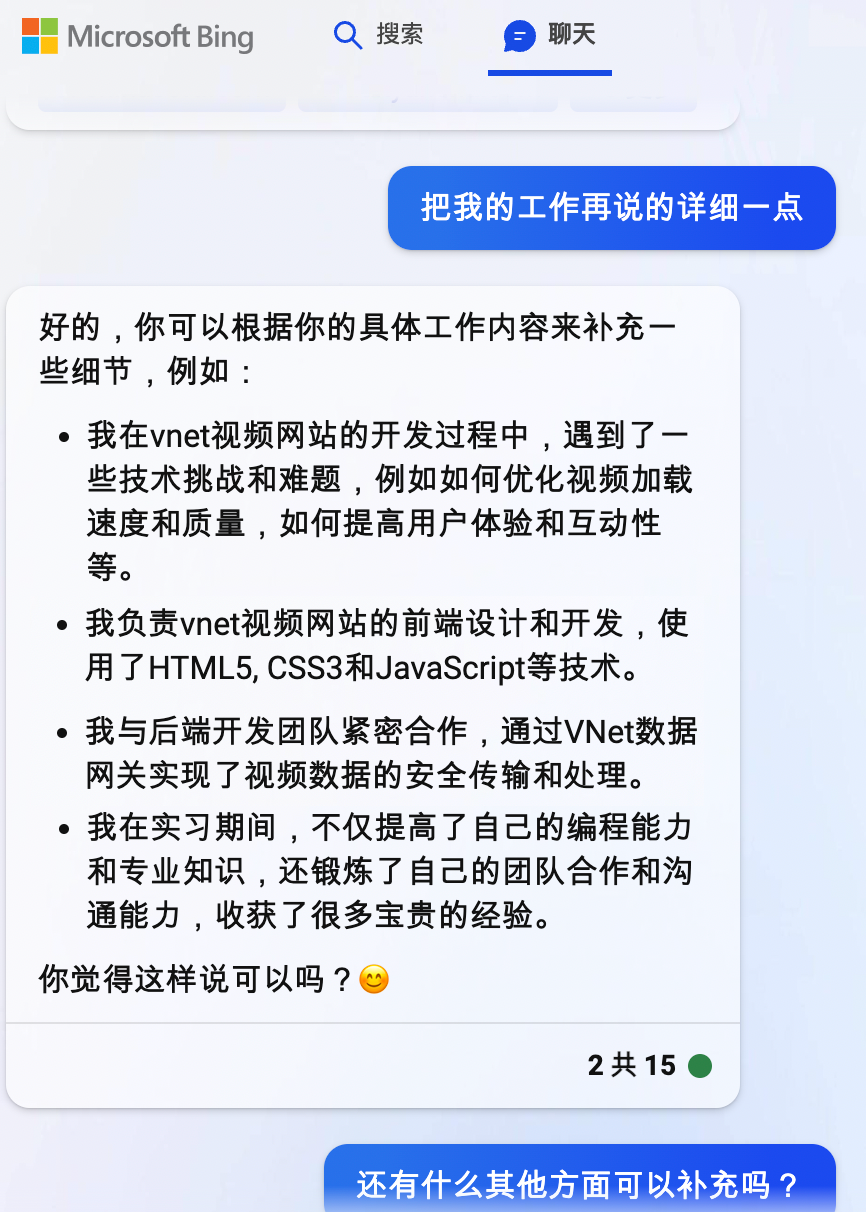 Microsoft Bing
搜索
聊天
把我的工作再说的详细一点
好的，你可以根据你的具体工作内容来补充一
些细节，例如：
• 我在vnet视频网站的开发过程中，遇到了一
些技术挑战和难题，例如如何优化视频加载
速度和质量，如何提高用户体验和互动性
等。
• 我负责vnet视频网站的前端设计和开发，使
用了HTML5, CSS3和JavaScript等技术。
• 我与后端开发团队紧密合作，通过VNet数据
网关实现了视频数据的安全传输和处理。
• 我在实习期间，不仅提高了自己的编程能力
和专业知识，还锻炼了自己的团队合作和沟
通能力，收获了很多宝贵的经验。
你觉得这样说可以吗？😊
2 共 15
还有什么其他方面可以补充吗？